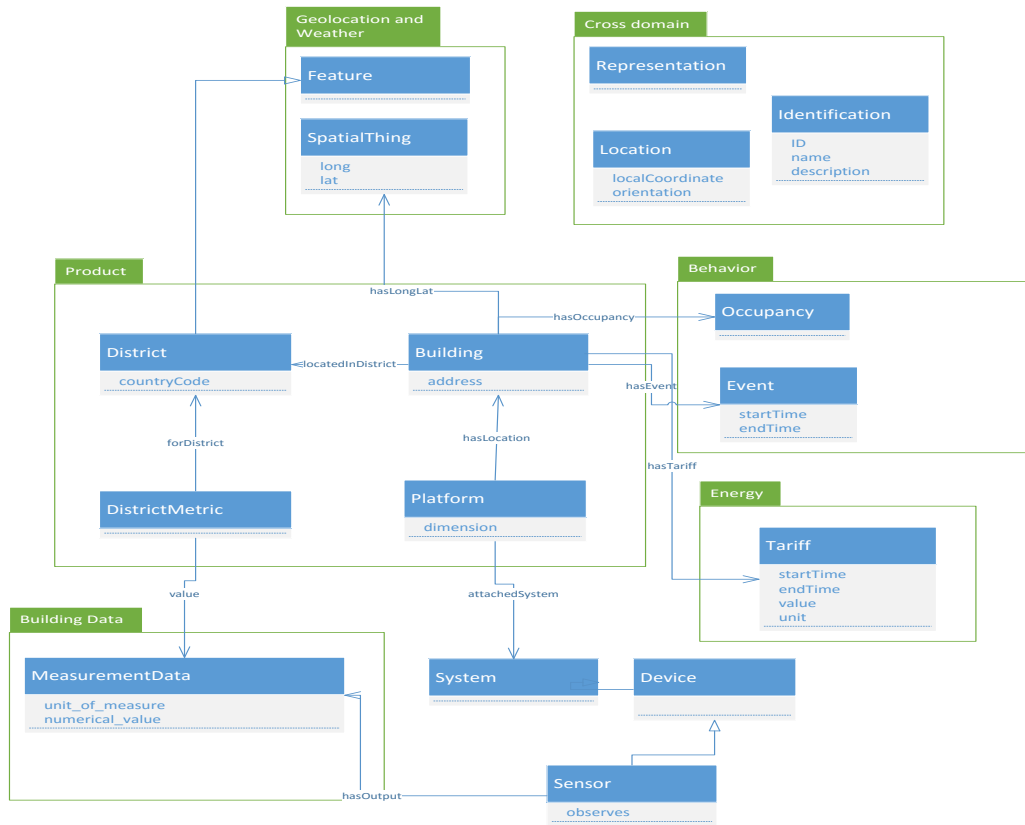 Geolocation and
Weather
Feature
SpatialThing
long
lat
Cross domain
Representation
Identification
ID
name
description
Location
localCoordinate
orientation
Product
hasLongLat
District
countryCode
locatedInDistrict
Building
address
forDistrict
hasLocation
DistrictMetric
Platform
dimension
Behavior
hasOccupancy
Occupancy
hasEvent
Event
startTime
endTime
hasTariff
Energy
Tariff
startTime
endTime
value
unit
value
attachedSystem
Building Data
MeasurementData
unit_of_measure
numerical_value
System
Device
hasOutput
Sensor
observes